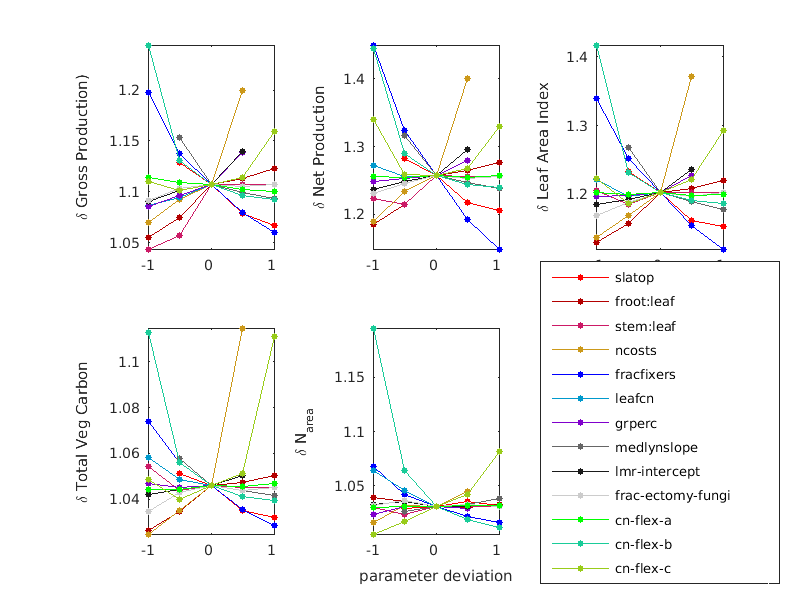 δ Gross Production)
1.2
1.15
1.1
1.05
-1
0
1
δ Net Production
1.4
1.3
1.2
-1
0
1
δ Leaf Area Index
1.4
1.3
1.2
δ Total Veg Carbon
1.1
1.08
1.06
1.04
-1
0
1
δ N_area
1.15
1.1
1.05
-1
0
1
parameter deviation
slatop
froot:leaf
stem:leaf
ncosts
fracfixers
leafcn
grperc
medlynslope
lmr-intercept
frac-ectomy-fungi
cn-flex-a
cn-flex-b
cn-flex-c